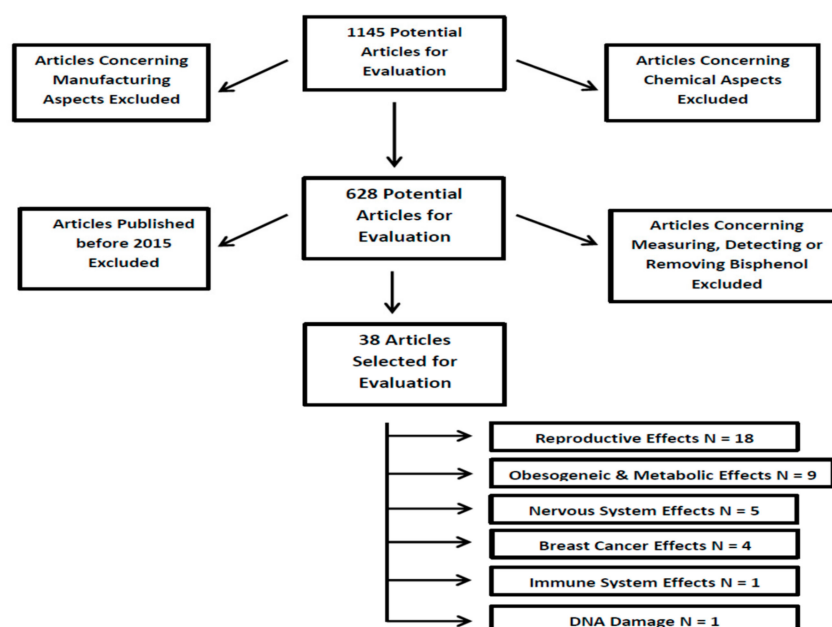 1145 Potential
Articles for
Evaluation
Articles Concerning
Manufacturing
Aspects Excluded
Articles Concerning
Chemical Aspects
Excluded
628 Potential
Articles for
Evaluation
Articles Published
before 2015
Excluded
Articles Concerning
Measuring, Detecting or
Removing Bisphenol
Excluded
38 Articles
Selected for
Evaluation
Reproductive Effects N = 18
Obesogeneic & Metabolic Effects N = 9
Nervous System Effects N = 5
Breast Cancer Effects N = 4
Immune System Effects N = 1
DNA Damage N = 1